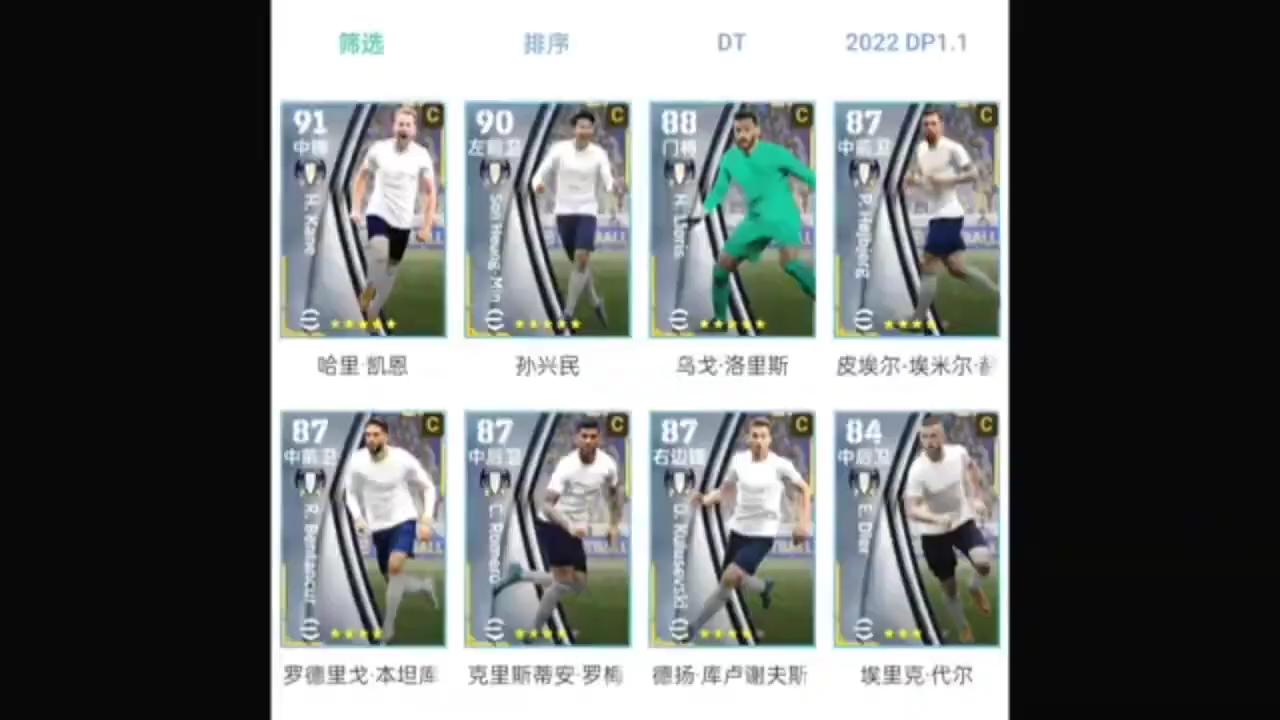 筛选 排序 DT 2022 DP1.1
91 C 90 C 88 C 87 C
中锋 左前卫 门将 中前卫
H. Kane Son Heung-Min H. Lloris P. Højbjerg
哈里·凯恩 孙兴民 乌戈·洛里斯 皮埃尔-埃米尔·
87 C 87 C 87 C 84 C
中前卫 中后卫 右边锋 中后卫
R. Bentancur C. Romero D. Kulusevski E. Dier
罗德里戈·本坦库 克里斯蒂安·罗梅 德扬·库卢谢夫斯 埃里克·代尔